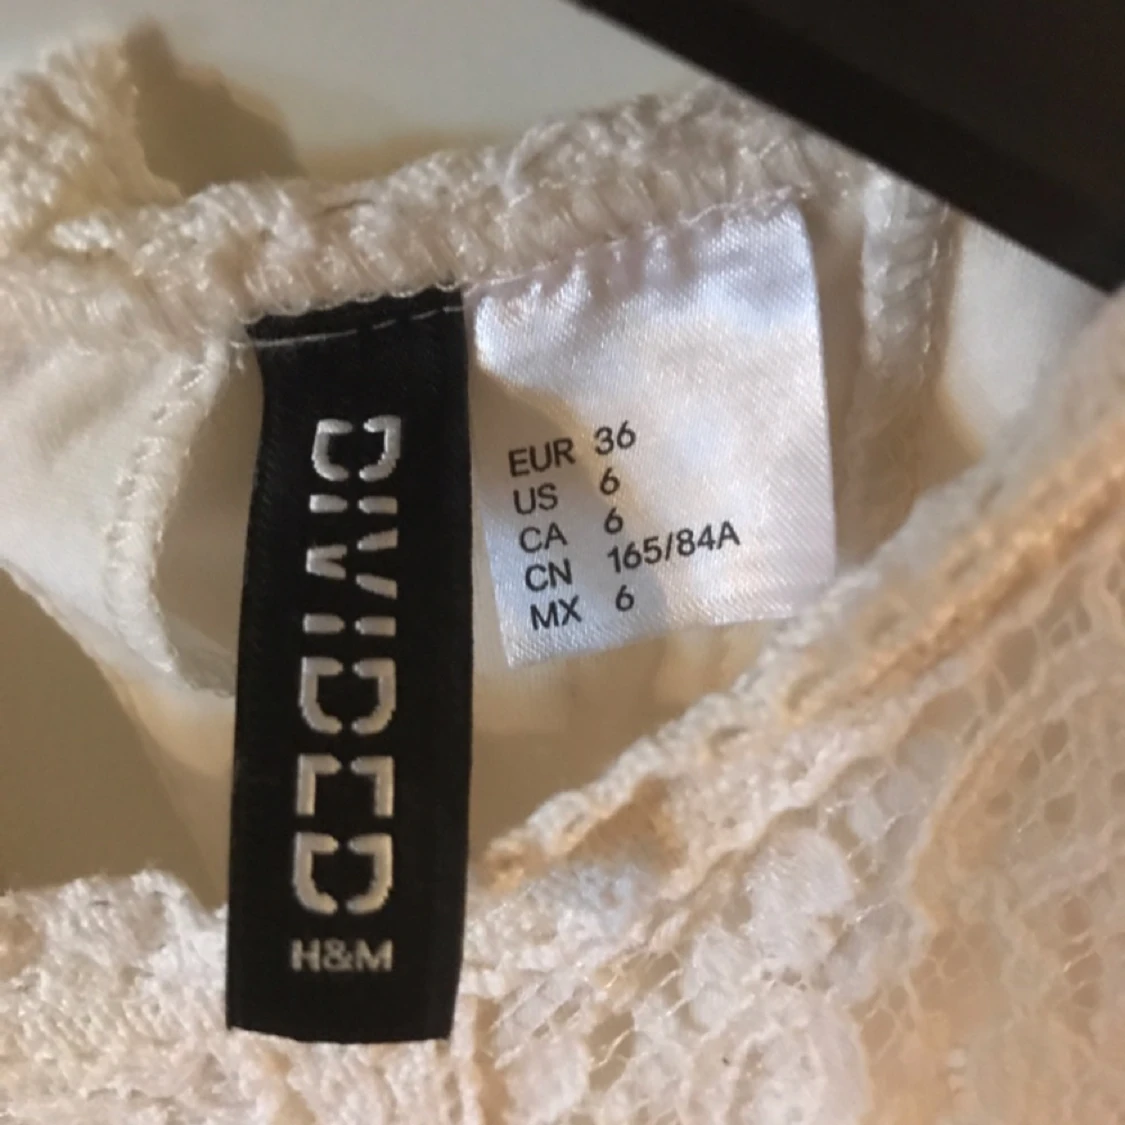 DIVIDED
H&M
EUR 36
US 6
CA 6
CN 165/84A
MX 6